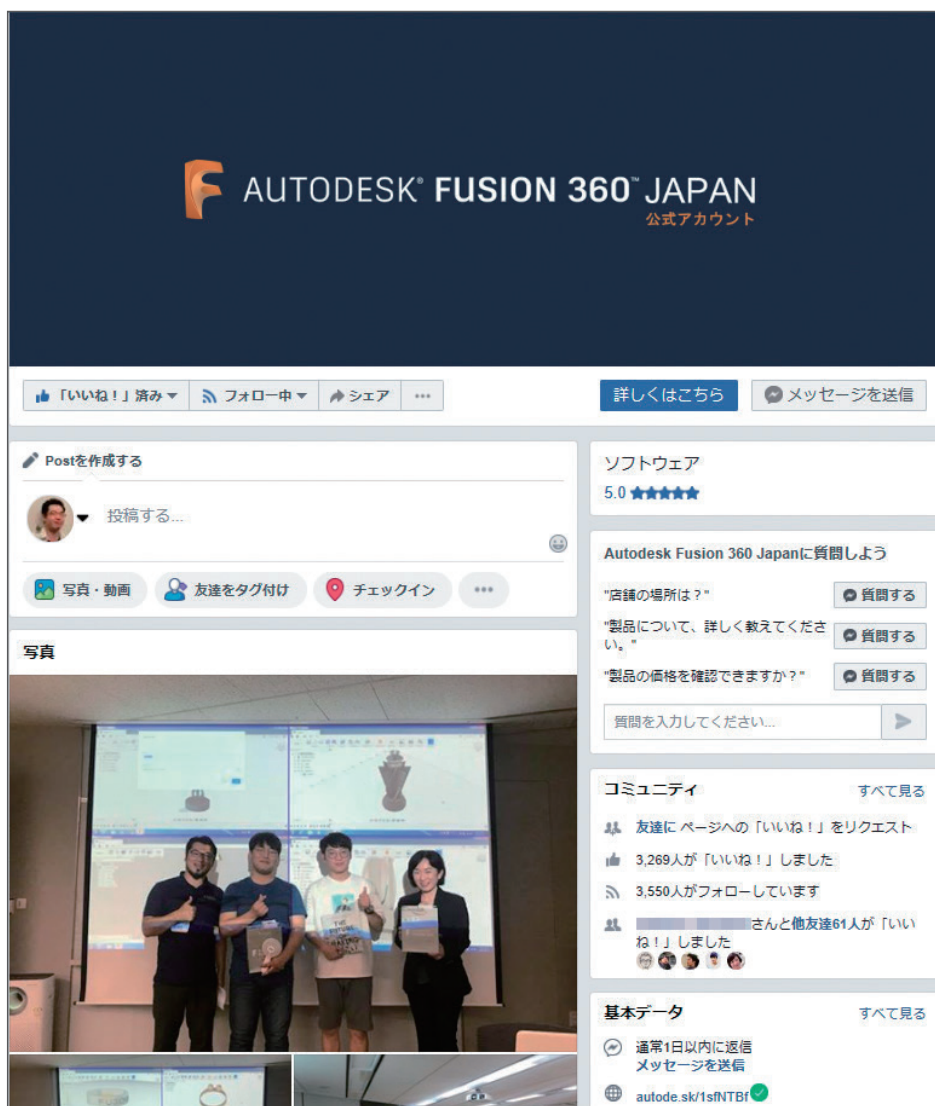 AUTODESK® FUSION 360™ JAPAN
公式アカウント
「いいね！」済み
フォロー中
シェア
詳しくはこちら
メッセージを送信
Postを作成する
投稿する...
写真・動画
友達をタグ付け
チェックイン
写真
ソフトウェア
5.0
Autodesk Fusion 360 Japanに質問しよう
"店舗の場所は？"
質問する
"製品について、詳しく教えてくださ
い。"
質問する
"製品の価格を確認できますか？"
質問する
質問を入力してください...
コミュニティ
すべて見る
友達に ページへの「いいね！」をリクエスト
3,269人が「いいね！」しました
3,550人がフォローしています
さんと他友達61人が「いい
ね！」しました
基本データ
すべて見る
通常1日以内に返信
メッセージを送信
autode.sk/1sfNTBf